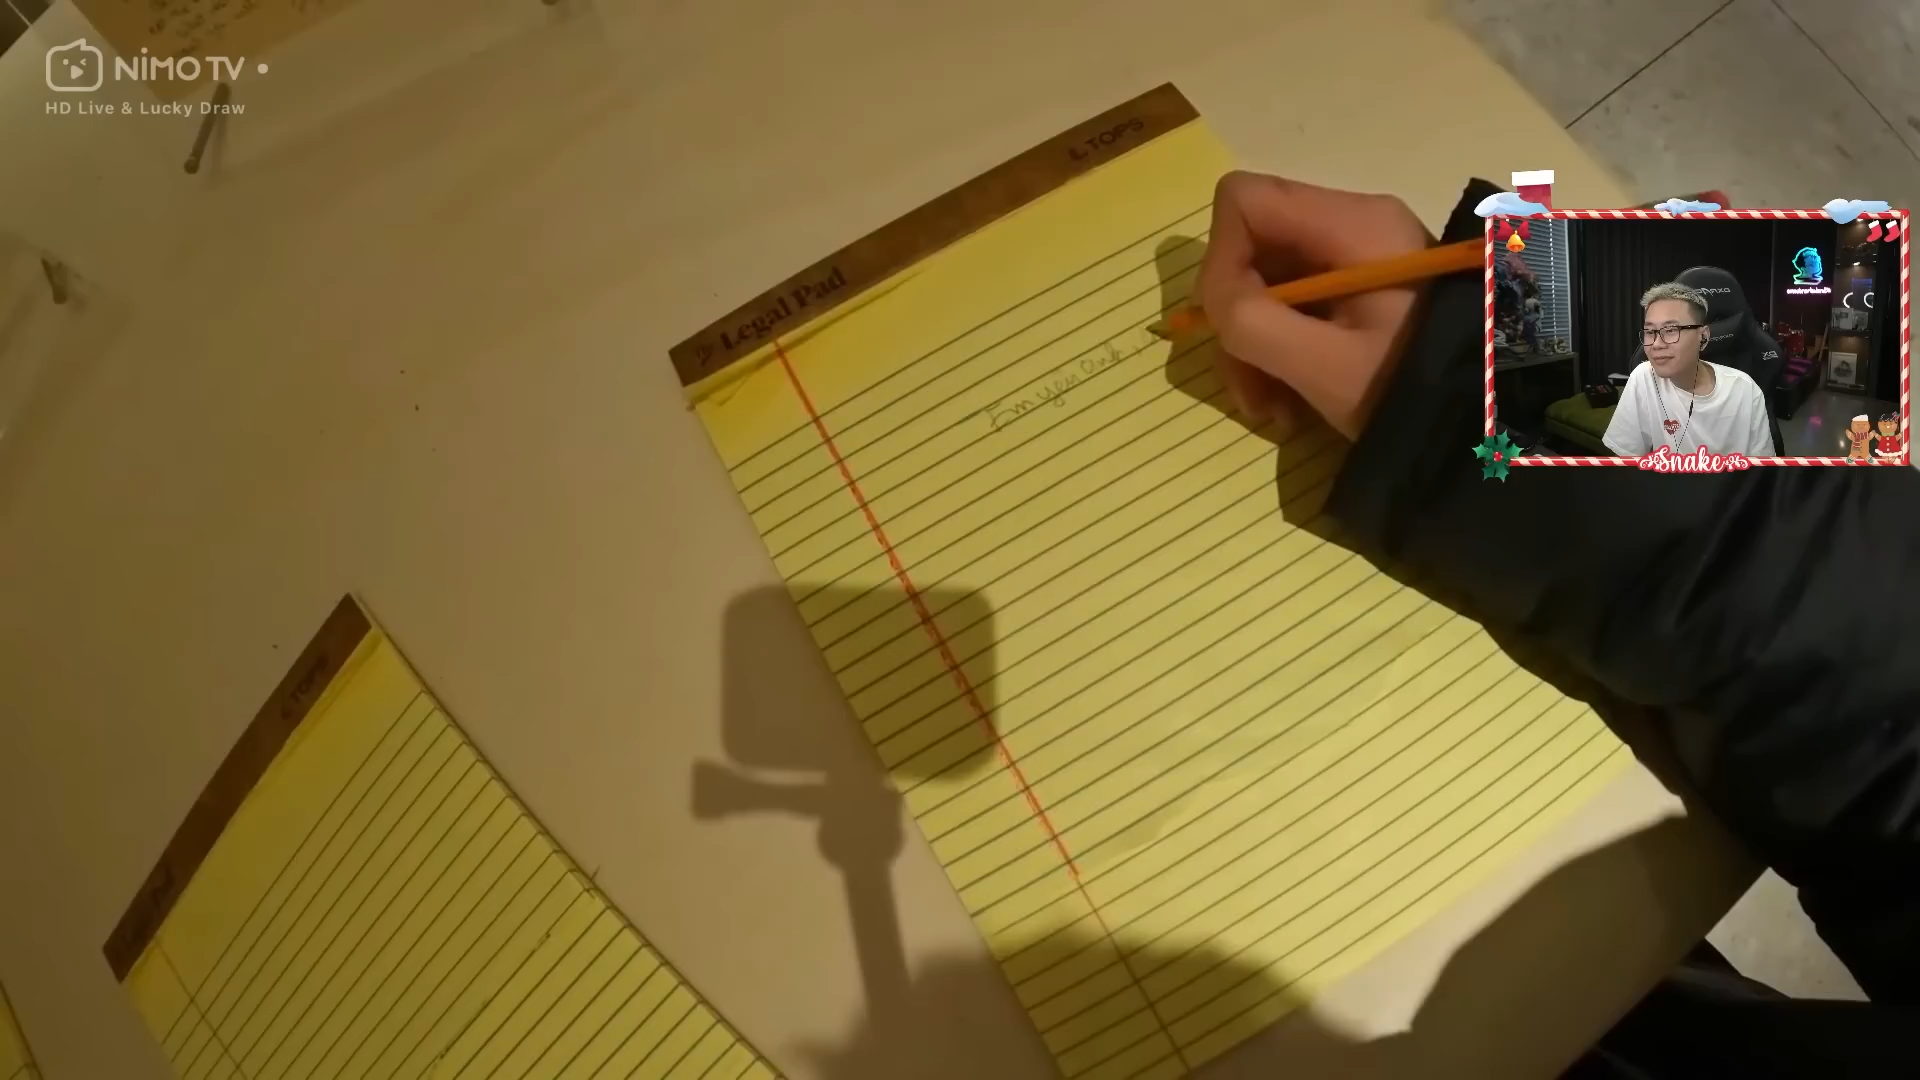 NIMO TV
HD Live & Lucky Draw
TOPS
Legal Pad
Em yêu anh,
Snake
TOPS